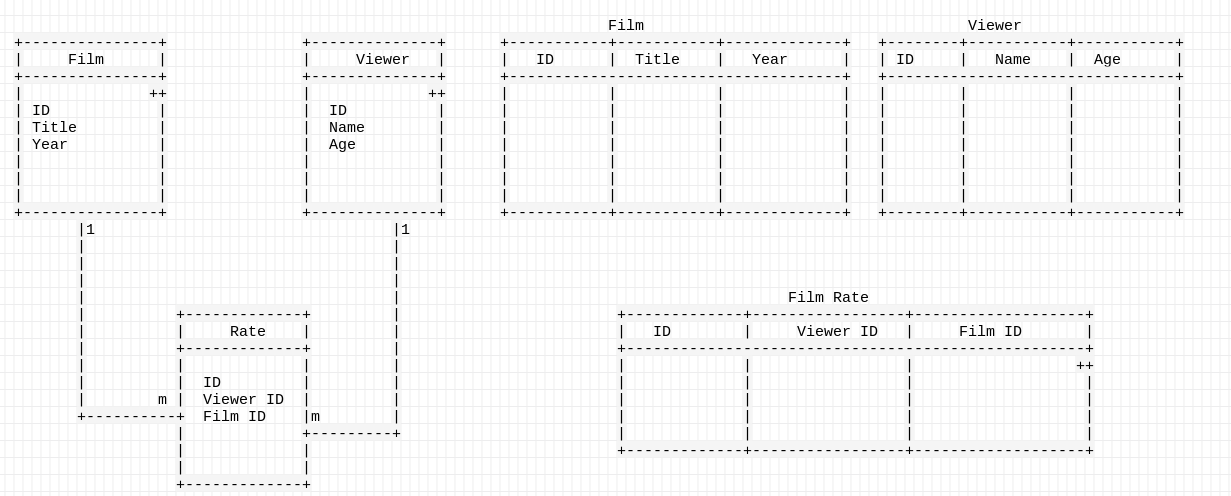 Film Viewer
Film Viewer ID Title Year ID Name Age
ID ID
Title Name
Year Age
1 1
Film Rate
Rate ID Viewer ID Film ID
ID
m Viewer ID
Film ID m